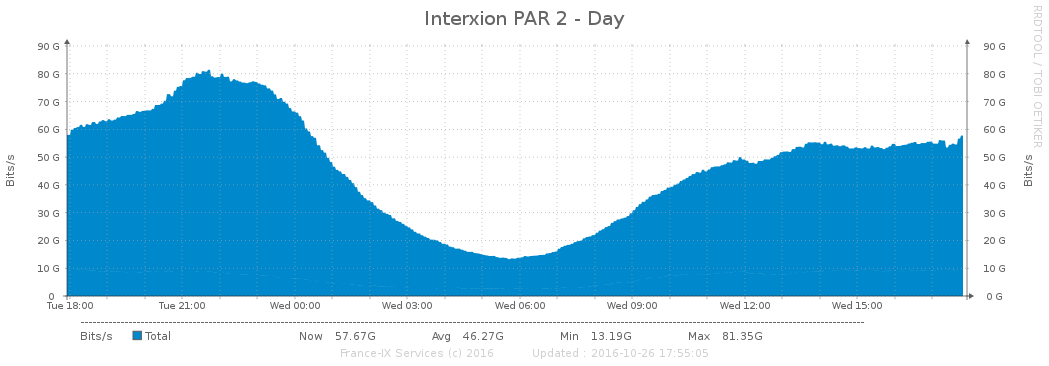 Interxion PAR 2 - Day
RRDTOOL / TOBI OETIKER
Bits/s
90 G
80 G
70 G
60 G
50 G
40 G
30 G
20 G
10 G
0
90 G
80 G
70 G
60 G
50 G
40 G
30 G
20 G
10 G
0 G
Bits/s
Tue 18:00 Tue 21:00 Wed 00:00 Wed 03:00 Wed 06:00 Wed 09:00 Wed 12:00 Wed 15:00
Bits/s Total Now 57.67G Avg 46.27G Min 13.19G Max 81.35G
France-IX Services (c) 2016 Updated : 2016-10-26 17:55:05